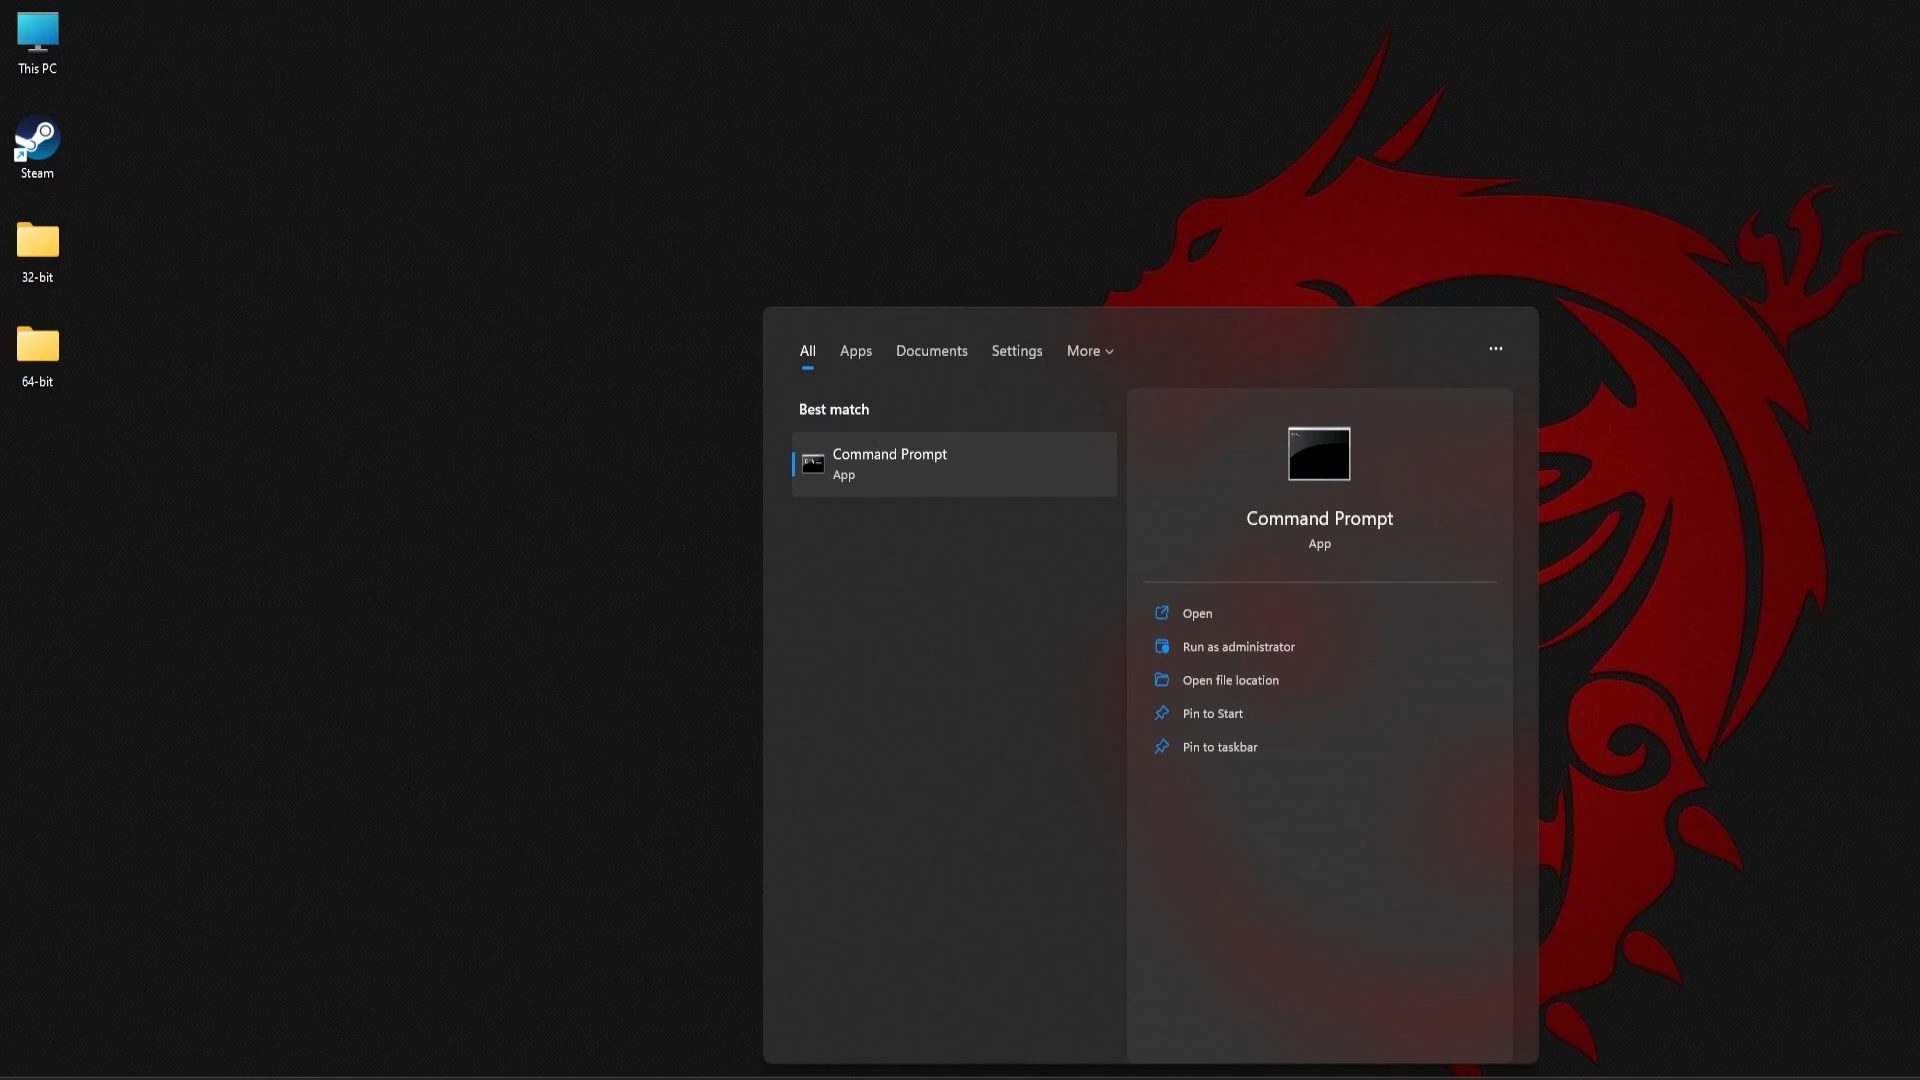 This PC
Steam
32-bit
64-bit
All
Apps
Documents
Settings
More
Best match
Command Prompt
App
Command Prompt
App
Open
Run as administrator
Open file location
Pin to Start
Pin to taskbar